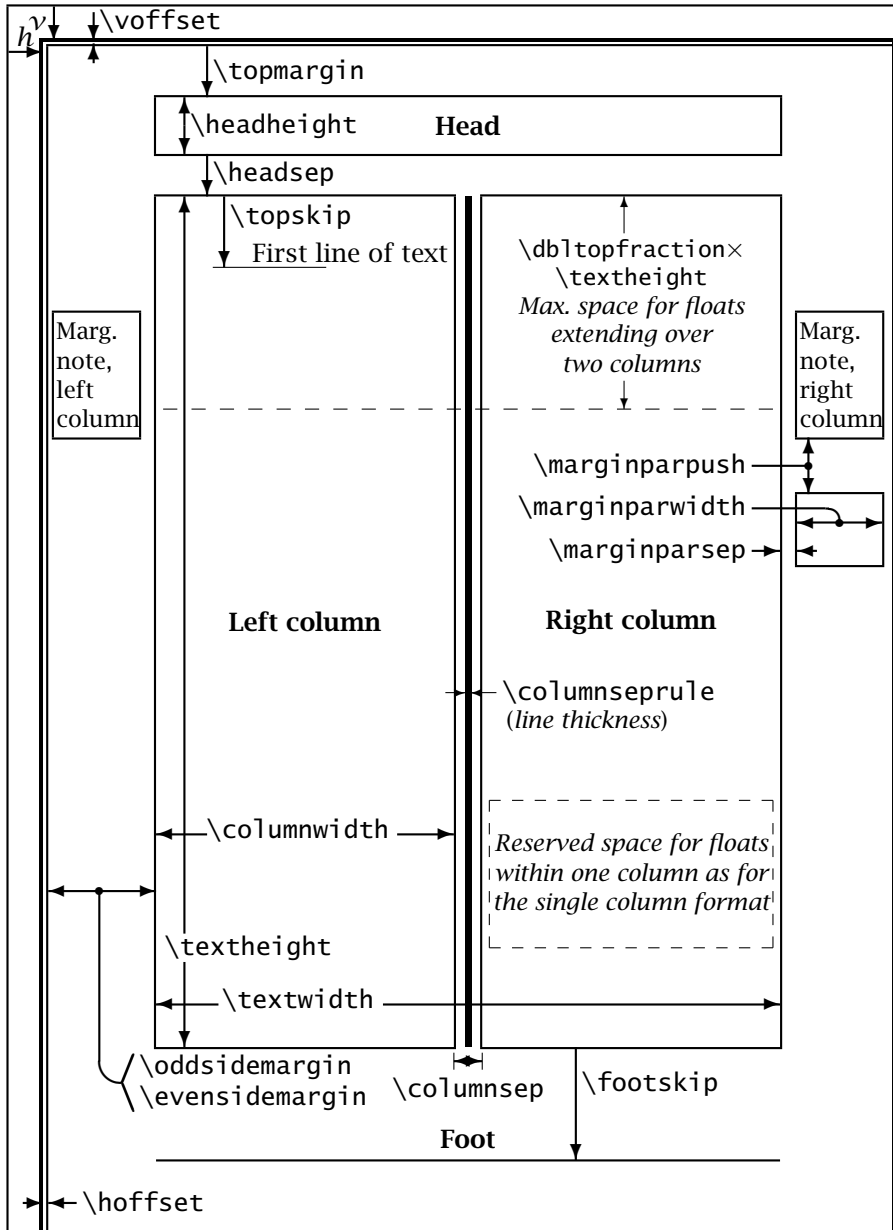 v
h
\voffset
\topmargin
\headheight
Head
\headsep
\topskip
First line of text
\dbltopfraction×
\textheight
Max. space for floats
extending over
two columns
Marg.
note,
left
column
Marg.
note,
right
column
\marginparpush
\marginparwidth
\marginparsep
Left column
Right column
\columnseprule
(line thickness)
\columnwidth
Reserved space for floats
within one column as for
the single column format
\textheight
\textwidth
\oddsidemargin
\evensidemargin
\columnsep
\footskip
Foot
\hoffset